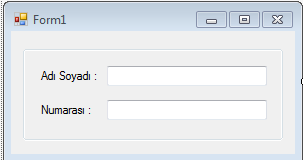 Form1
Adı Soyadı :
Numarası :